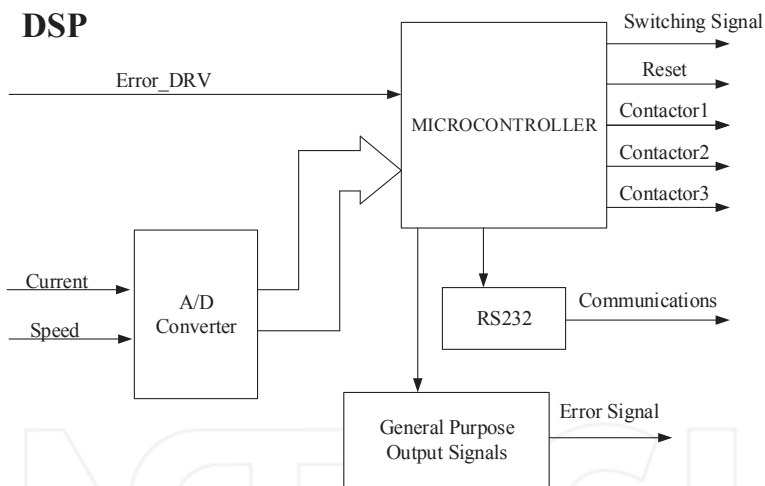 DSP
Switching Signal
Error_DRV
Reset
MICROCONTROLLER
Contactor1
Contactor2
Contactor3
Current
Speed
A/D
Converter
RS232
Communications
General Purpose
Output Signals
Error Signal